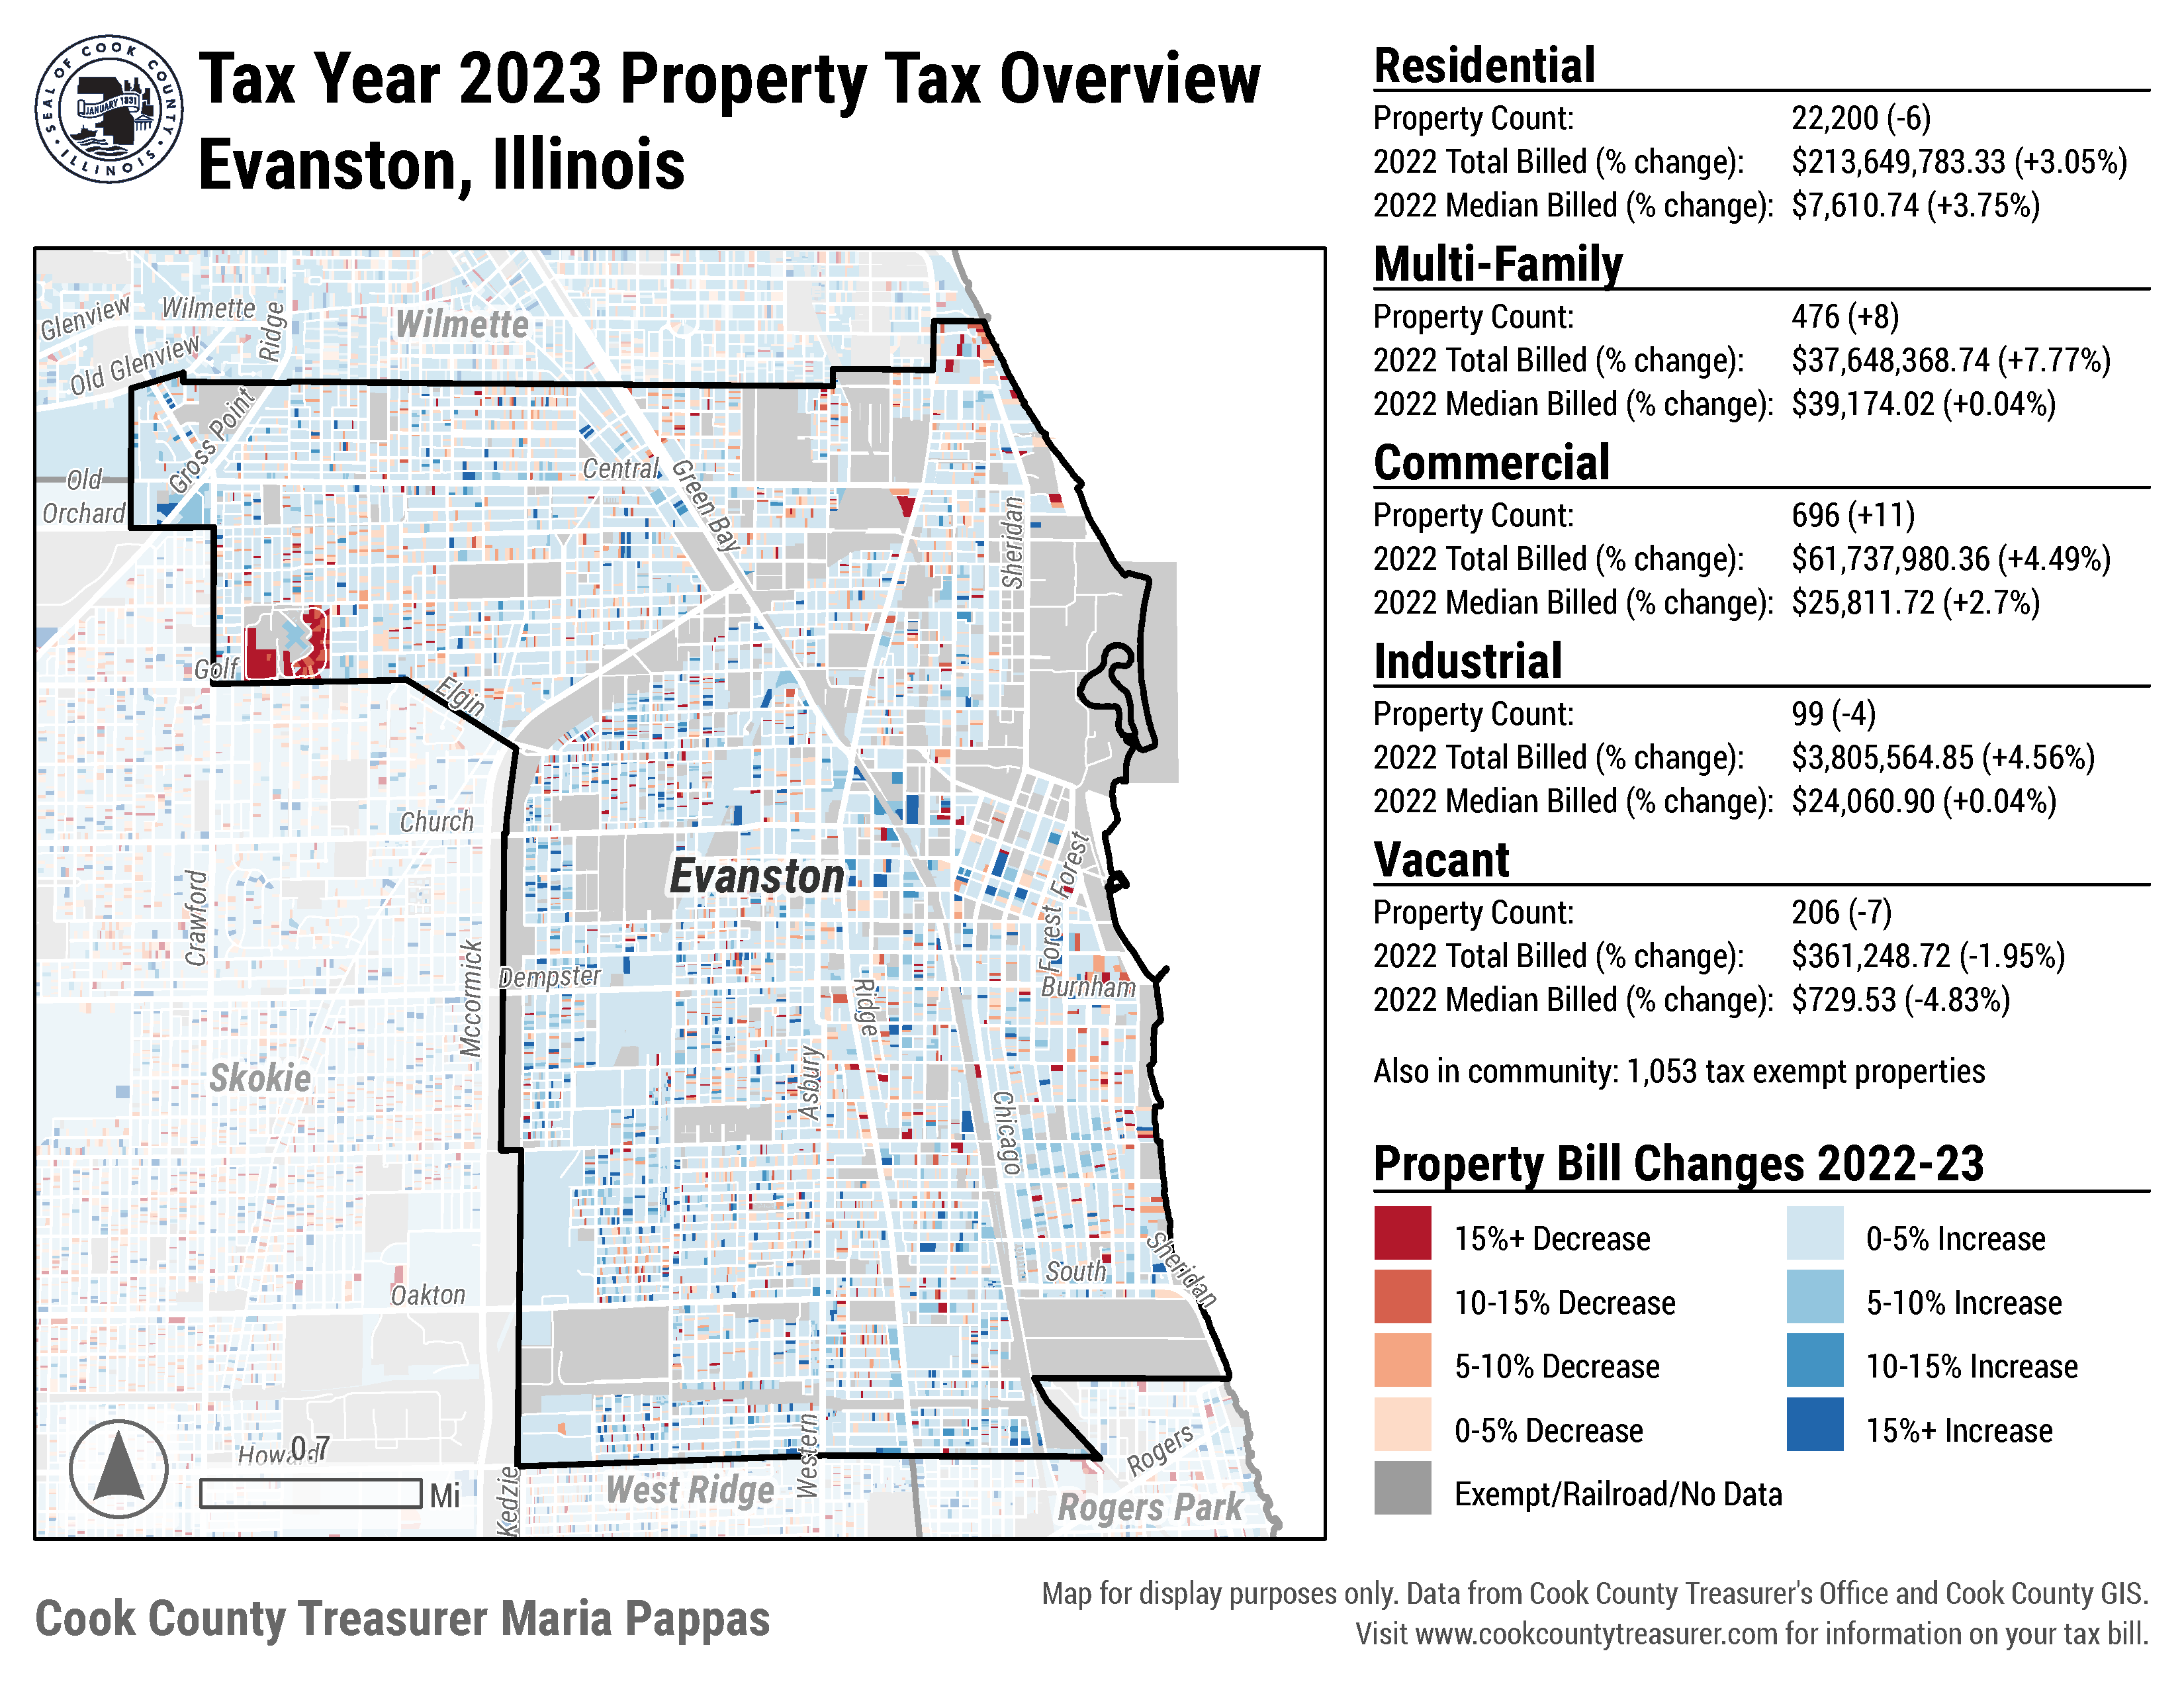 SEAL OF COOK COUNTY
• ILLINOIS •
JANUARY 1831
Tax Year 2023 Property Tax Overview
Evanston, Illinois
Residential
Property Count: 22,200 (-6)
2022 Total Billed (% change): $213,649,783.33 (+3.05%)
2022 Median Billed (% change): $7,610.74 (+3.75%)
Multi-Family
Property Count: 476 (+8)
2022 Total Billed (% change): $37,648,368.74 (+7.77%)
2022 Median Billed (% change): $39,174.02 (+0.04%)
Commercial
Property Count: 696 (+11)
2022 Total Billed (% change): $61,737,980.36 (+4.49%)
2022 Median Billed (% change): $25,811.72 (+2.7%)
Industrial
Property Count: 99 (-4)
2022 Total Billed (% change): $3,805,564.85 (+4.56%)
2022 Median Billed (% change): $24,060.90 (+0.04%)
Vacant
Property Count: 206 (-7)
2022 Total Billed (% change): $361,248.72 (-1.95%)
2022 Median Billed (% change): $729.53 (-4.83%)
Also in community: 1,053 tax exempt properties
Property Bill Changes 2022-23
15%+ Decrease
0-5% Increase
10-15% Decrease
5-10% Increase
5-10% Decrease
10-15% Increase
0-5% Decrease
15%+ Increase
Exempt/Railroad/No Data
Glenview
Wilmette
Ridge
Wilmette
Old Glenview
Gross Point
Old
Orchard
Central
Green Bay
Sheridan
Golf
Elgin
Church
Crawford
Mccormick
Evanston
Forest
Forest
Dempster
Burnham
Ridge
Asbury
Skokie
Chicago
Oakton
South
Sheridan
Howard
0.7
Mi
Kedzie
West Ridge
Western
Rogers
Rogers Park
Cook County Treasurer Maria Pappas
Map for display purposes only. Data from Cook County Treasurer's Office and Cook County GIS.
Visit www.cookcountytreasurer.com for information on your tax bill.